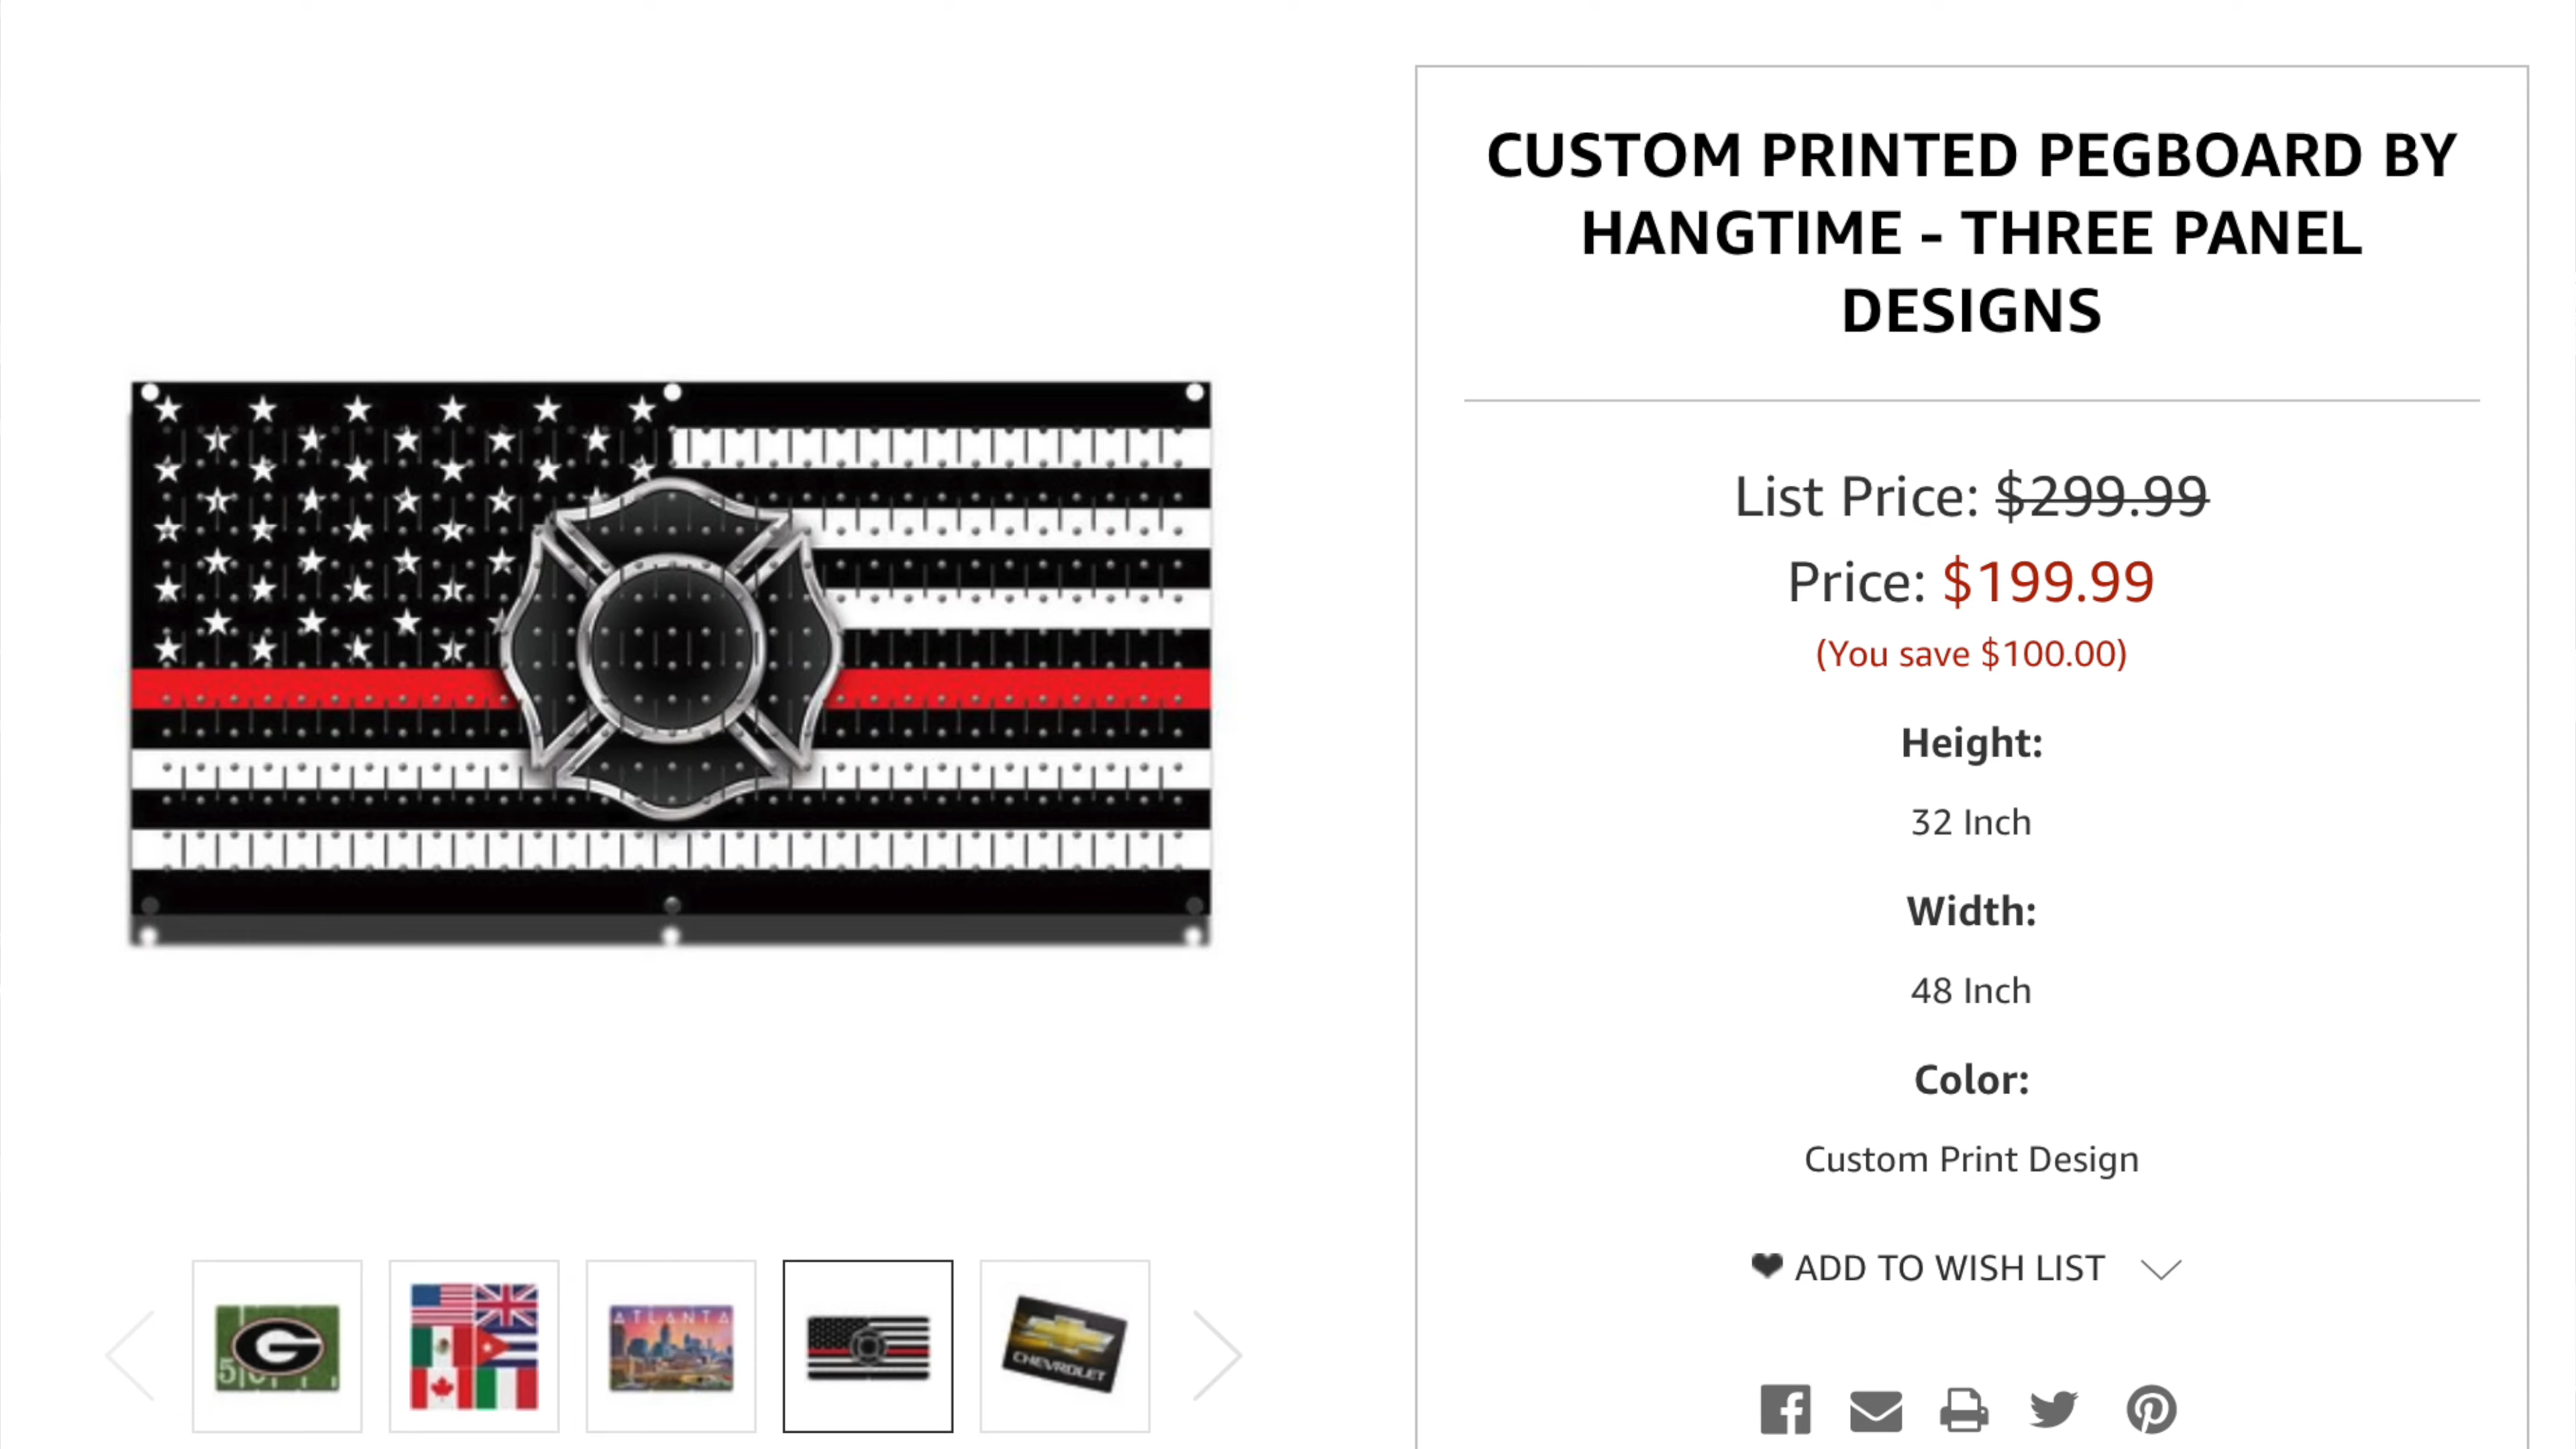 CUSTOM PRINTED PEGBOARD BY
HANGTIME - THREE PANEL
DESIGNS
List Price: $299.99
Price: $199.99
(You save $100.00)
Height:
32 Inch
Width:
48 Inch
Color:
Custom Print Design
ADD TO WISH LIST
G
ATLANTA
CHEVROLET